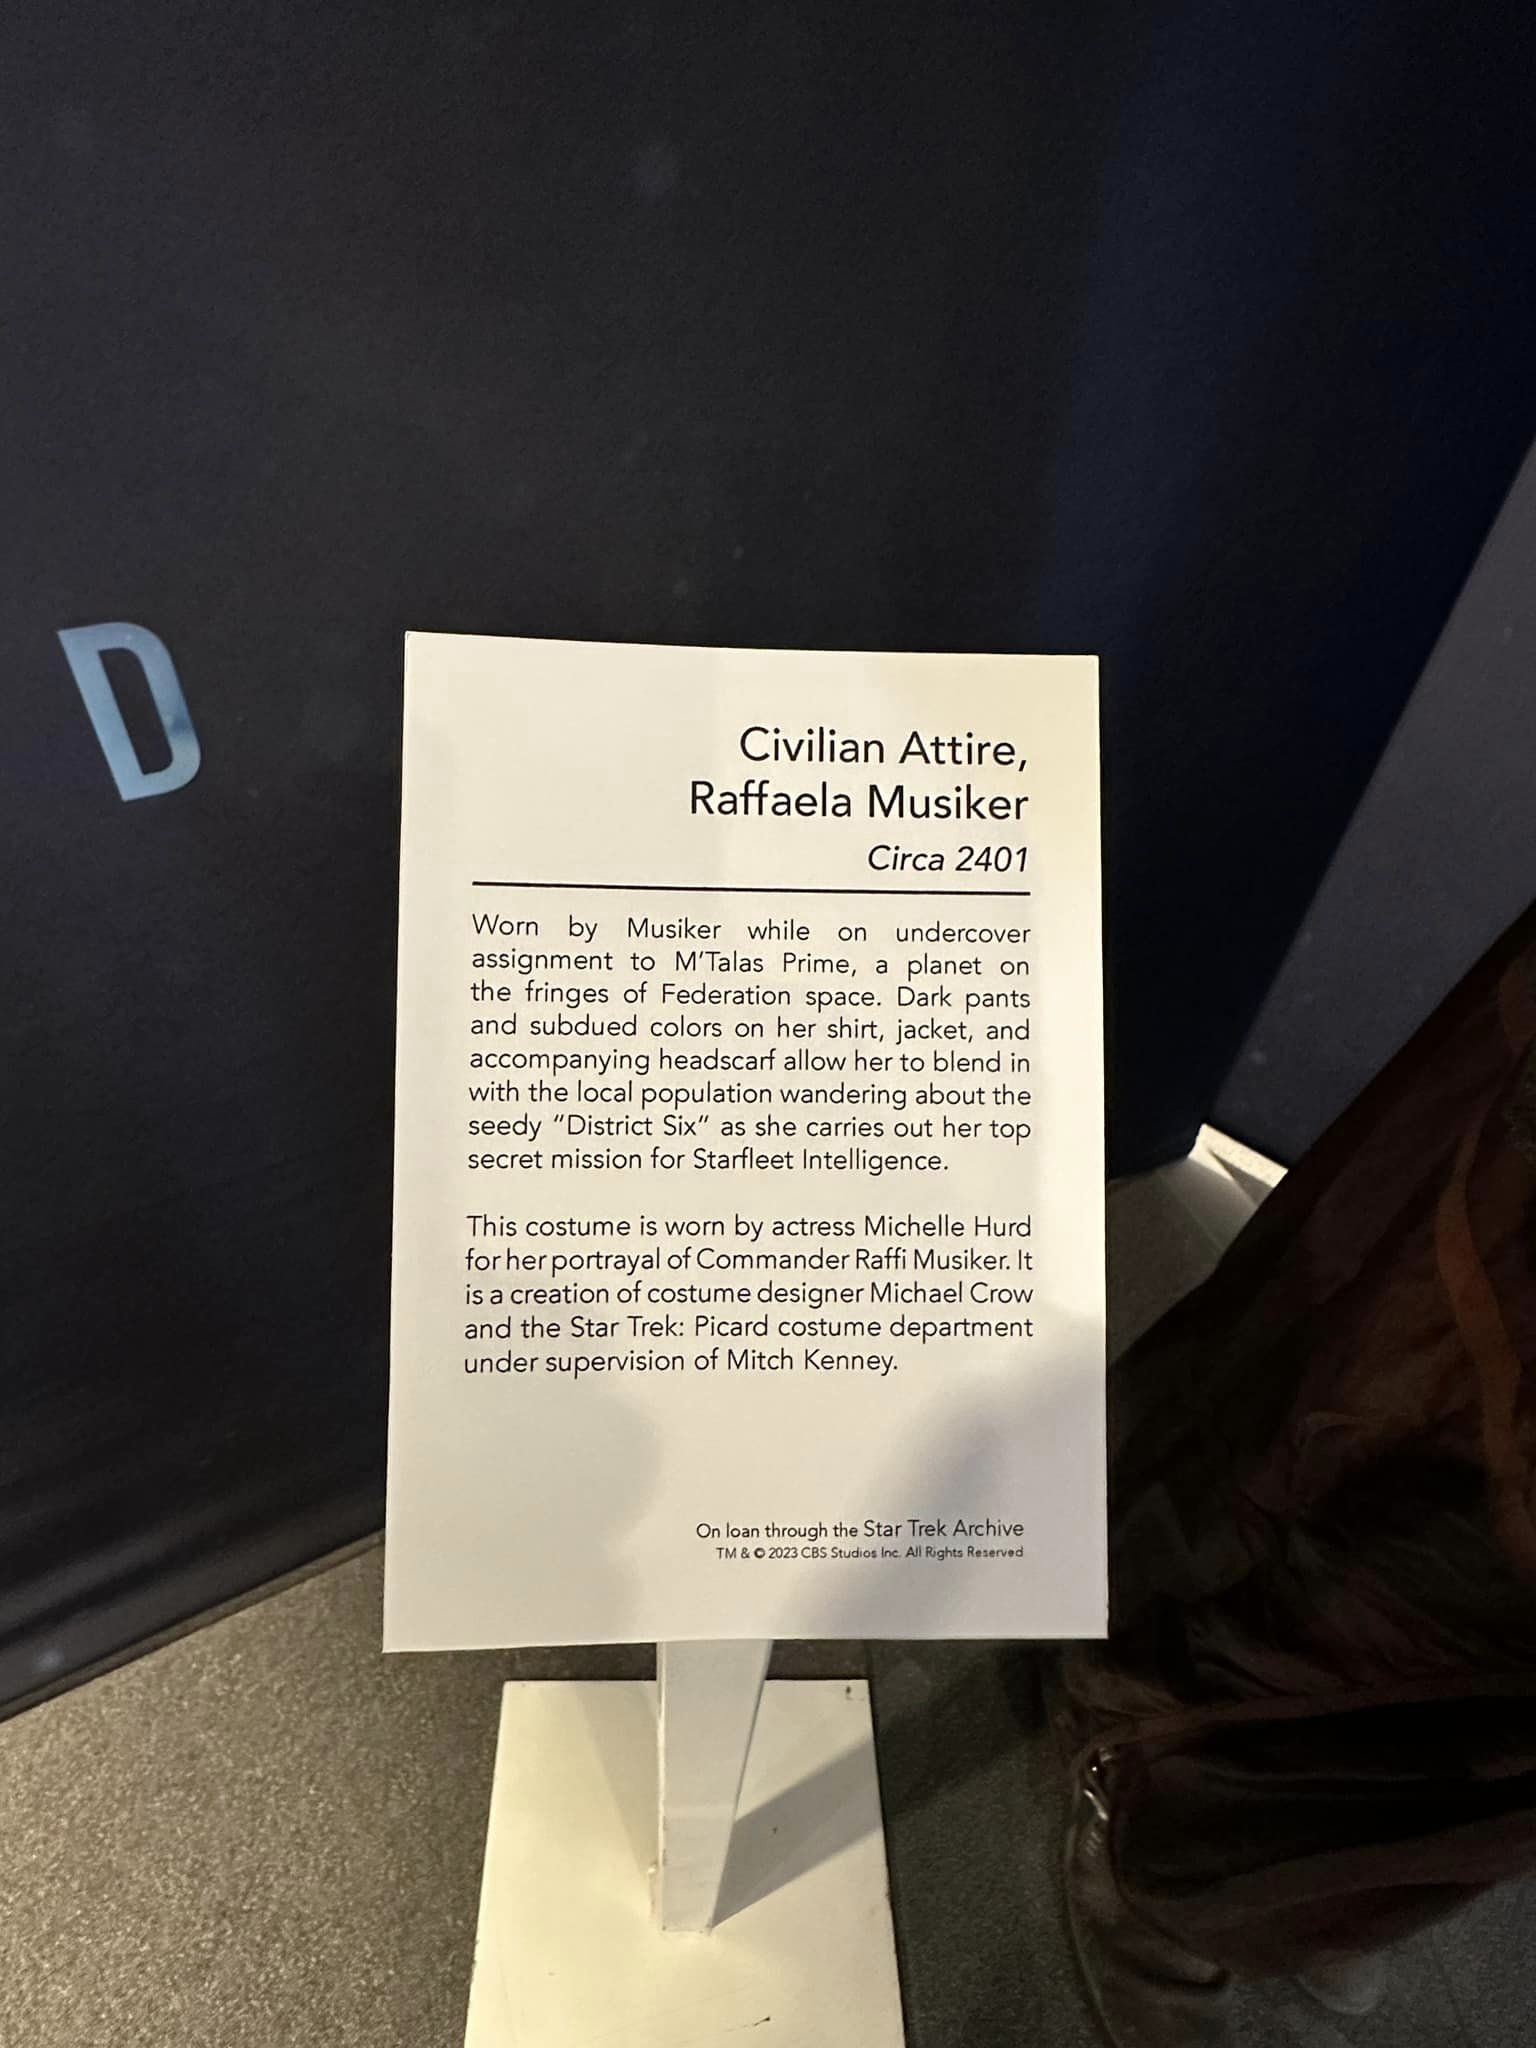 D
Civilian Attire,
Raffaela Musiker
Circa 2401
Worn by Musiker while on undercover
assignment to M'Talas Prime, a planet on
the fringes of Federation space. Dark pants
and subdued colors on her shirt, jacket, and
accompanying headscarf allow her to blend in
with the local population wandering about the
seedy "District Six" as she carries out her top
secret mission for Starfleet Intelligence.
This costume is worn by actress Michelle Hurd
for her portrayal of Commander Raffi Musiker. It
is a creation of costume designer Michael Crow
and the Star Trek: Picard costume department
under supervision of Mitch Kenney.
On loan through the Star Trek Archive
TM & © 2023 CBS Studios Inc. All Rights Reserved